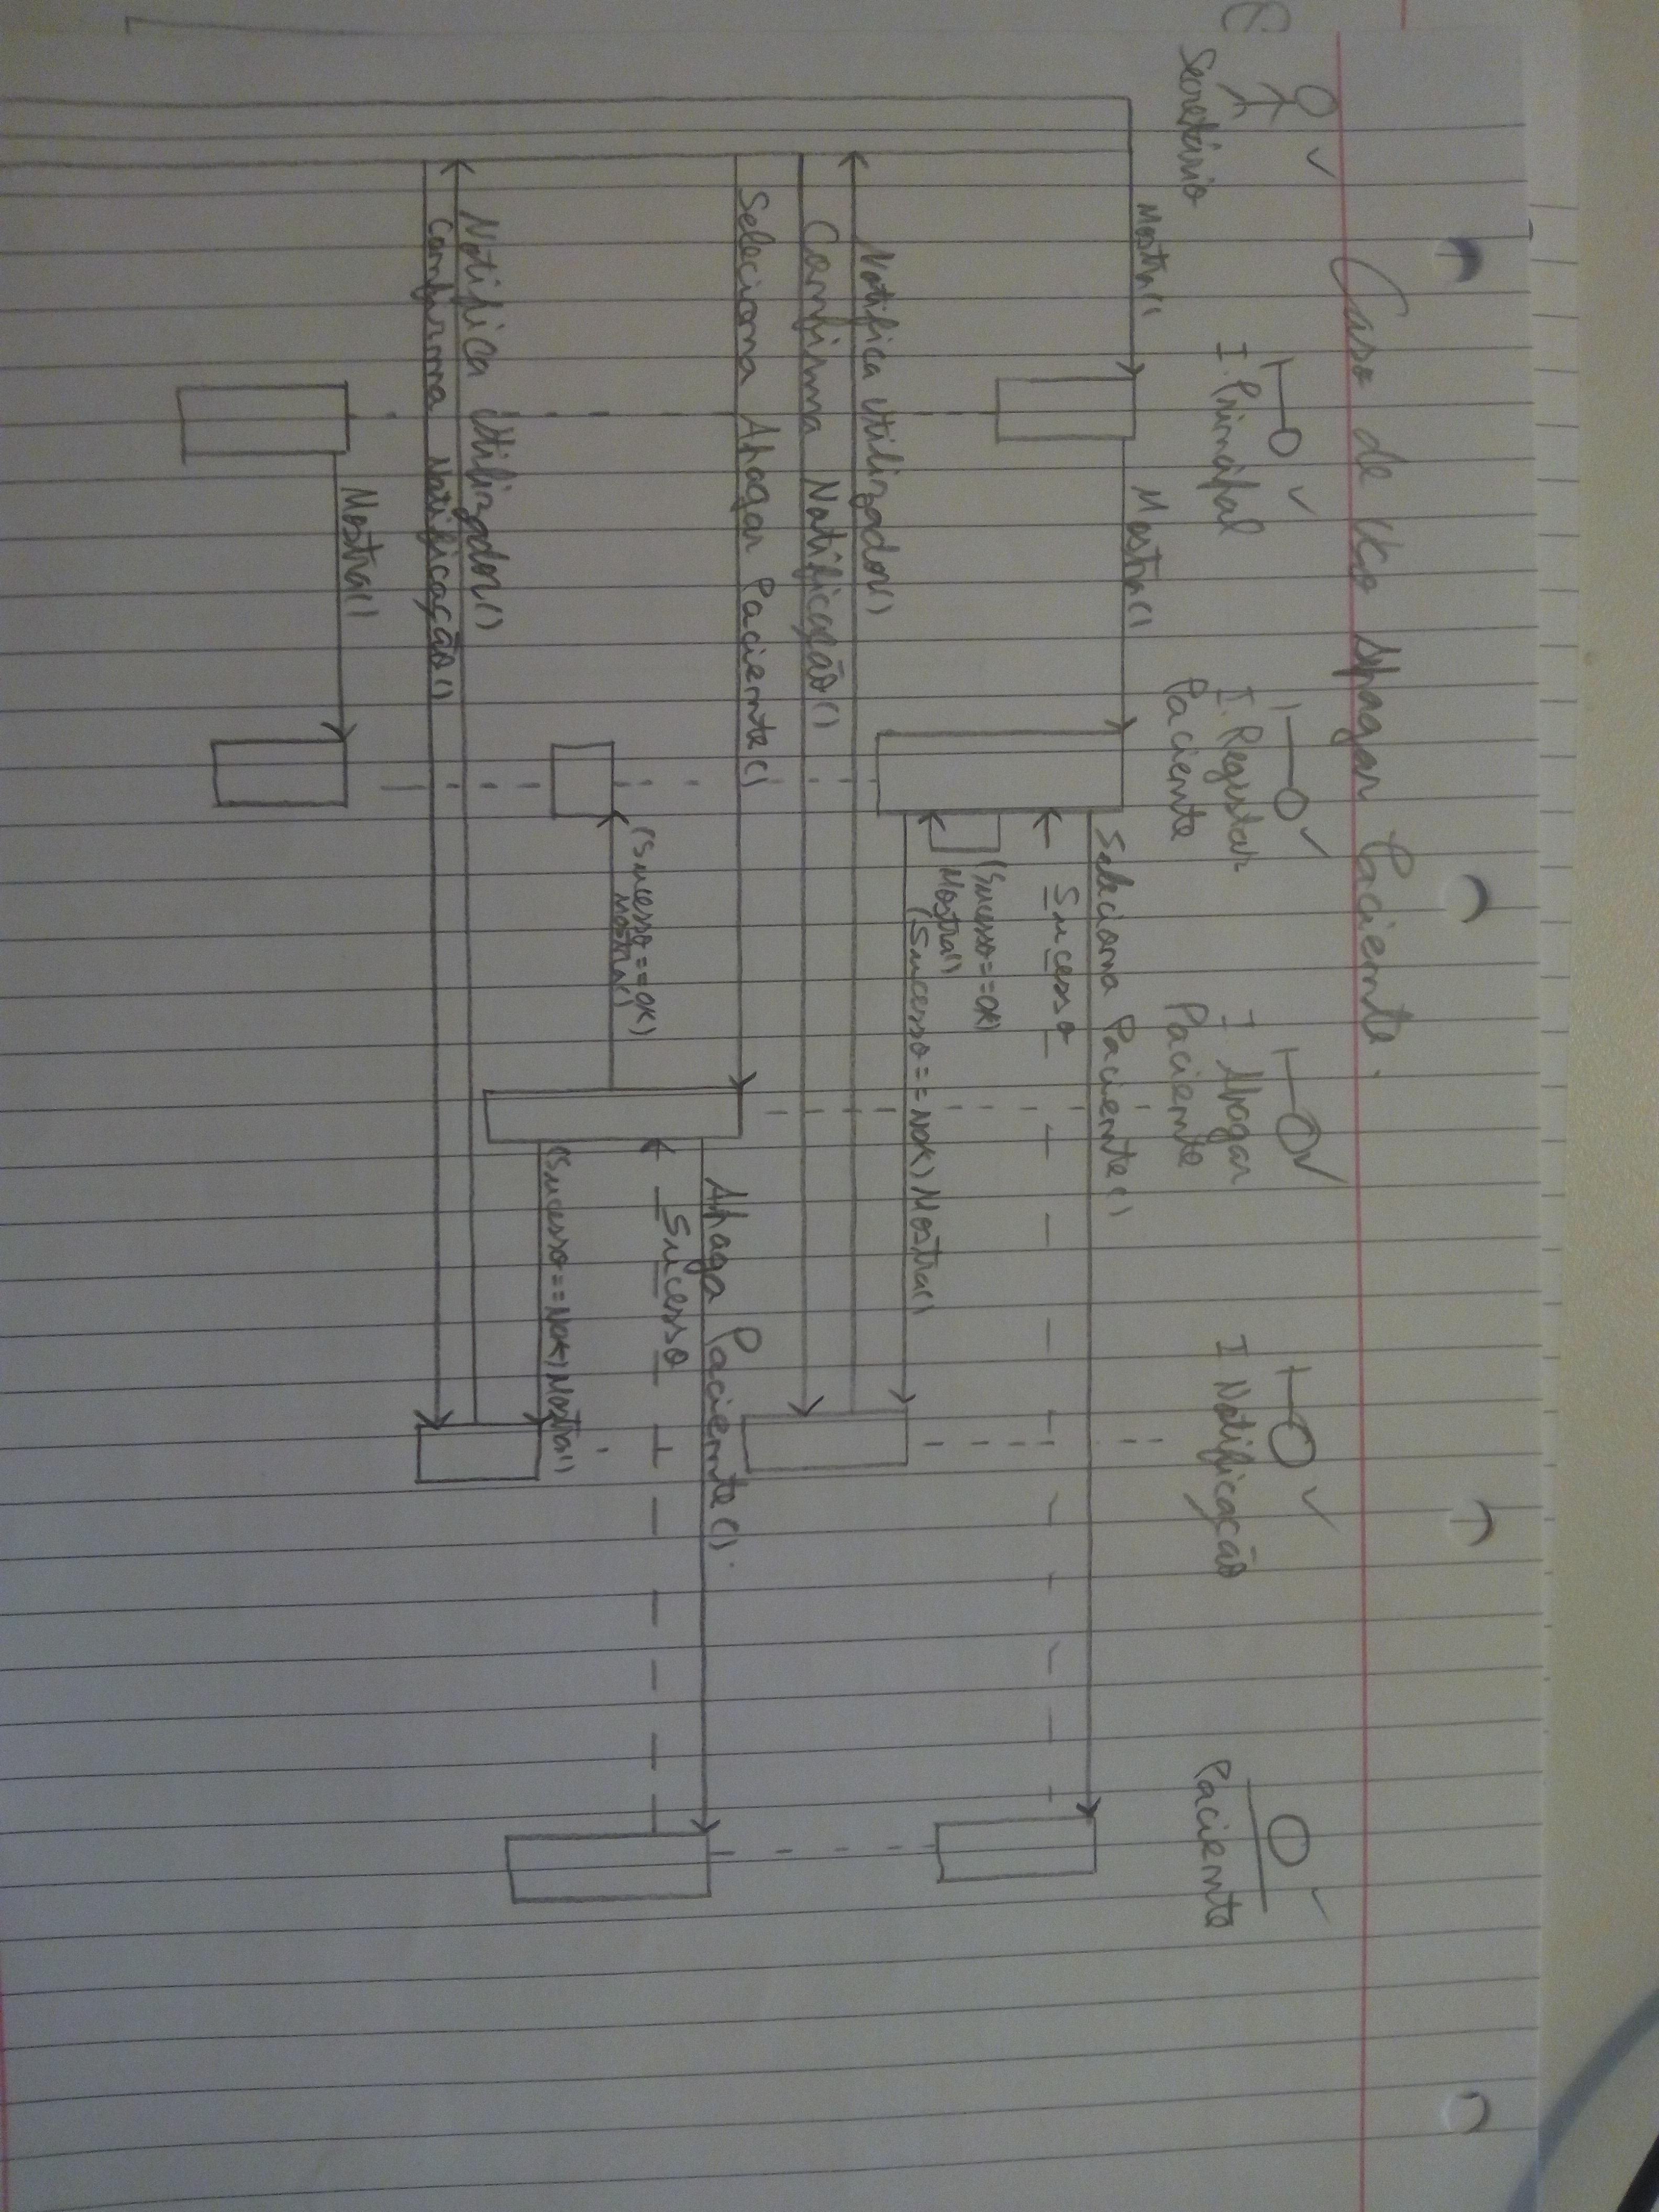 Caso de Uso Apagar Paciente.
Secretário
I. Principal
I. Registar
Paciente
I. Apagar
Paciente
I Notificação
Paciente
Mostra()
Mostra()
Seleciona Paciente()
Sucesso
(Sucesso==OK)
Mostra()
(Sucesso==NOK) Mostra()
Notifica Utilizador()
Confirma Notificação()
Seleciona Apagar Paciente()
Apaga Paciente()
Sucesso
(Sucesso==OK)
Mostra()
(Sucesso==NOK) Mostra()
Notifica Utilizador()
Confirma Notificação()
Mostra()